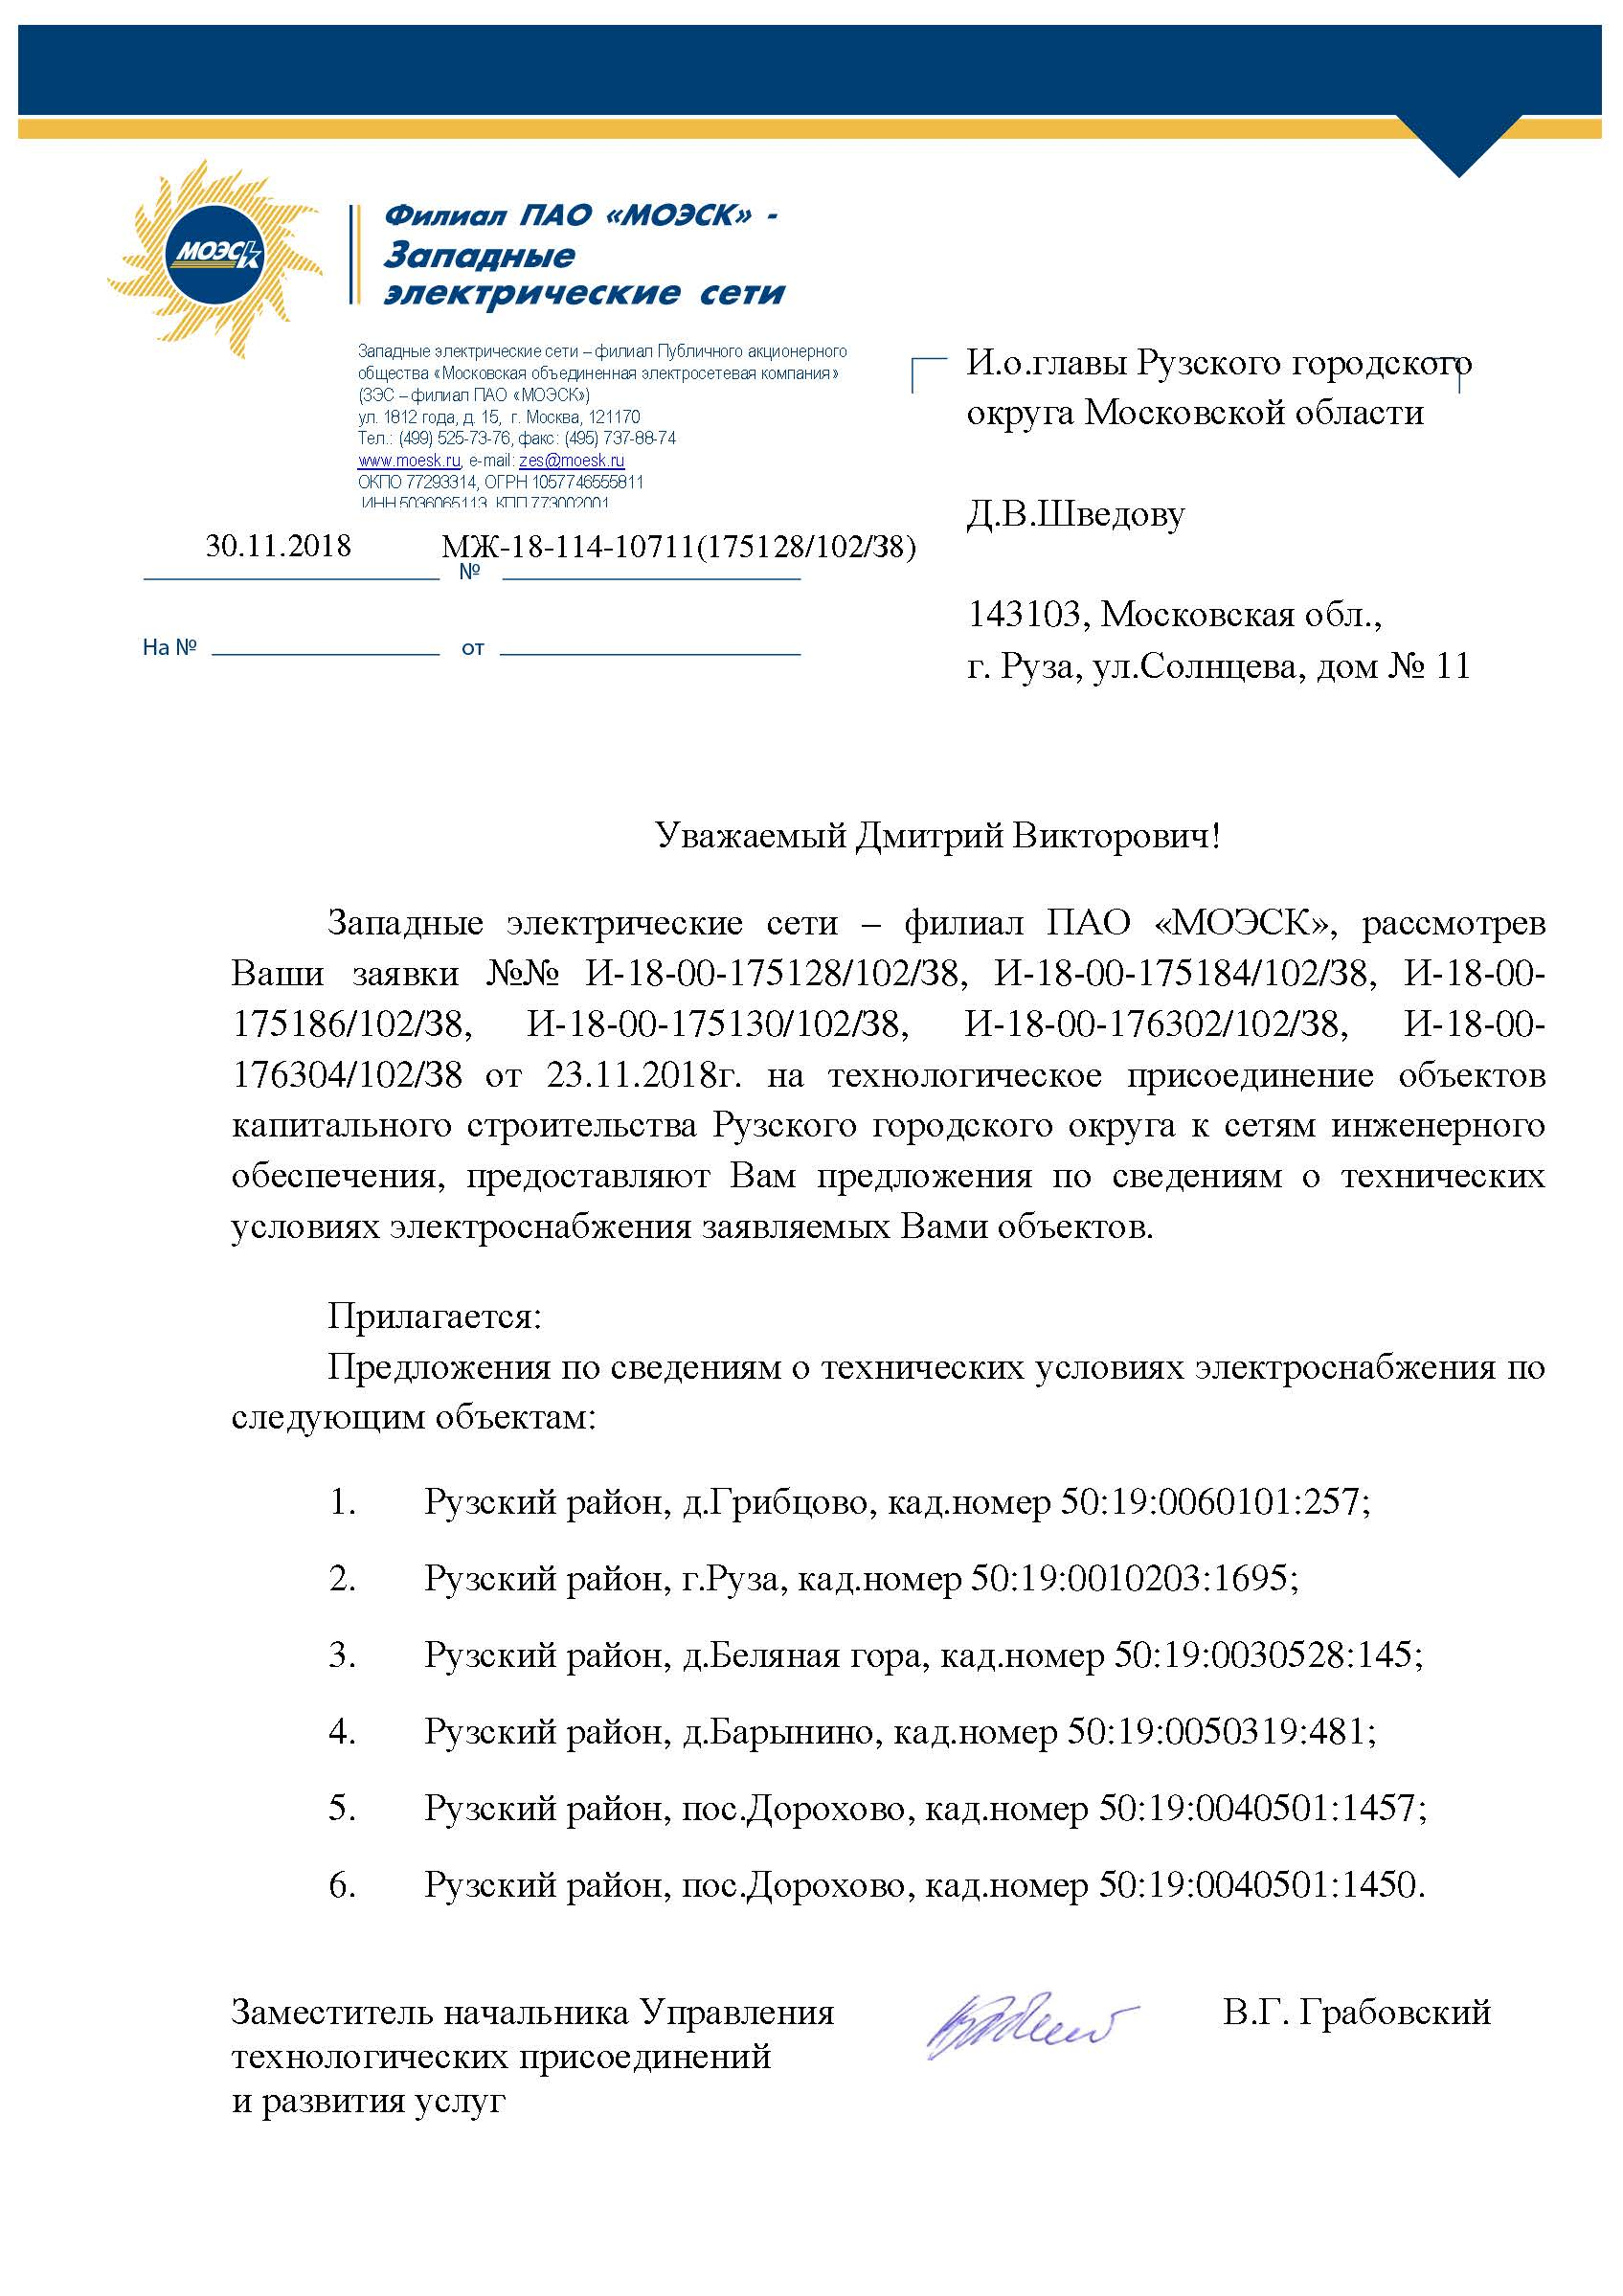 МОЭСК
Филиал ПАО «МОЭСК» -
Западные
электрические сети
Западные электрические сети – филиал Публичного акционерного
общества «Московская объединенная электросетевая компания»
(ЗЭС – филиал ПАО «МОЭСК»)
ул. 1812 года, д. 15, г. Москва, 121170
Тел.: (499) 525-73-76, факс: (495) 737-88-74
www.moesk.ru, e-mail: zes@moesk.ru
ОКПО 77293314, ОГРН 1057746555811
ИНН 5036065113, КПП 773002001
30.11.2018 МЖ-18-114-10711(175128/102/38)
№
На № от
И.о.главы Рузского городского
округа Московской области
Д.В.Шведову
143103, Московская обл.,
г. Руза, ул.Солнцева, дом № 11
Уважаемый Дмитрий Викторович!
Западные электрические сети – филиал ПАО «МОЭСК», рассмотрев
Ваши заявки №№ И-18-00-175128/102/38, И-18-00-175184/102/38, И-18-00-
175186/102/38, И-18-00-175130/102/38, И-18-00-176302/102/38, И-18-00-
176304/102/38 от 23.11.2018г. на технологическое присоединение объектов
капитального строительства Рузского городского округа к сетям инженерного
обеспечения, предоставляют Вам предложения по сведениям о технических
условиях электроснабжения заявляемых Вами объектов.
Прилагается:
Предложения по сведениям о технических условиях электроснабжения по
следующим объектам:
1. Рузский район, д.Грибцово, кад.номер 50:19:0060101:257;
2. Рузский район, г.Руза, кад.номер 50:19:0010203:1695;
3. Рузский район, д.Беляная гора, кад.номер 50:19:0030528:145;
4. Рузский район, д.Барынино, кад.номер 50:19:0050319:481;
5. Рузский район, пос.Дорохово, кад.номер 50:19:0040501:1457;
6. Рузский район, пос.Дорохово, кад.номер 50:19:0040501:1450.
Заместитель начальника Управления В.Г. Грабовский
технологических присоединений
и развития услуг